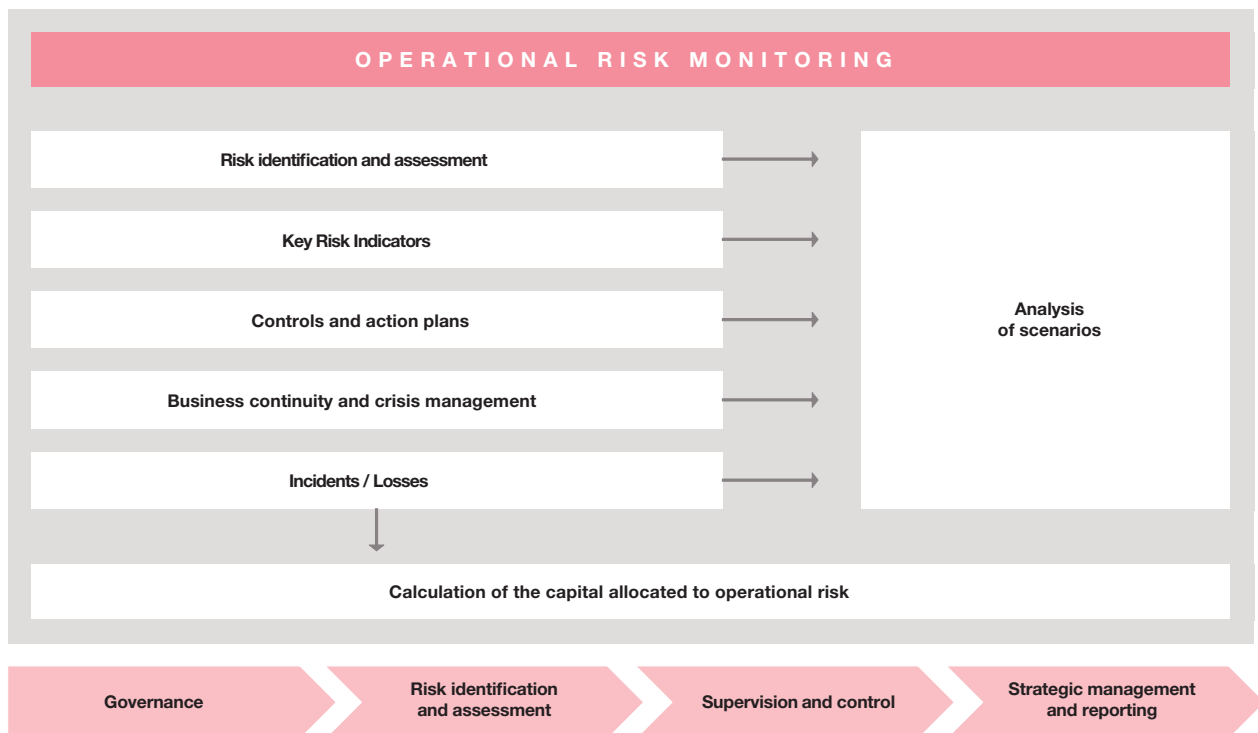 OPERATIONAL RISK MONITORING
Risk identification and assessment
Key Risk Indicators
Controls and action plans
Business continuity and crisis management
Incidents / Losses
Analysis
of scenarios
Calculation of the capital allocated to operational risk
Governance
Risk identification
and assessment
Supervision and control
Strategic management
and reporting